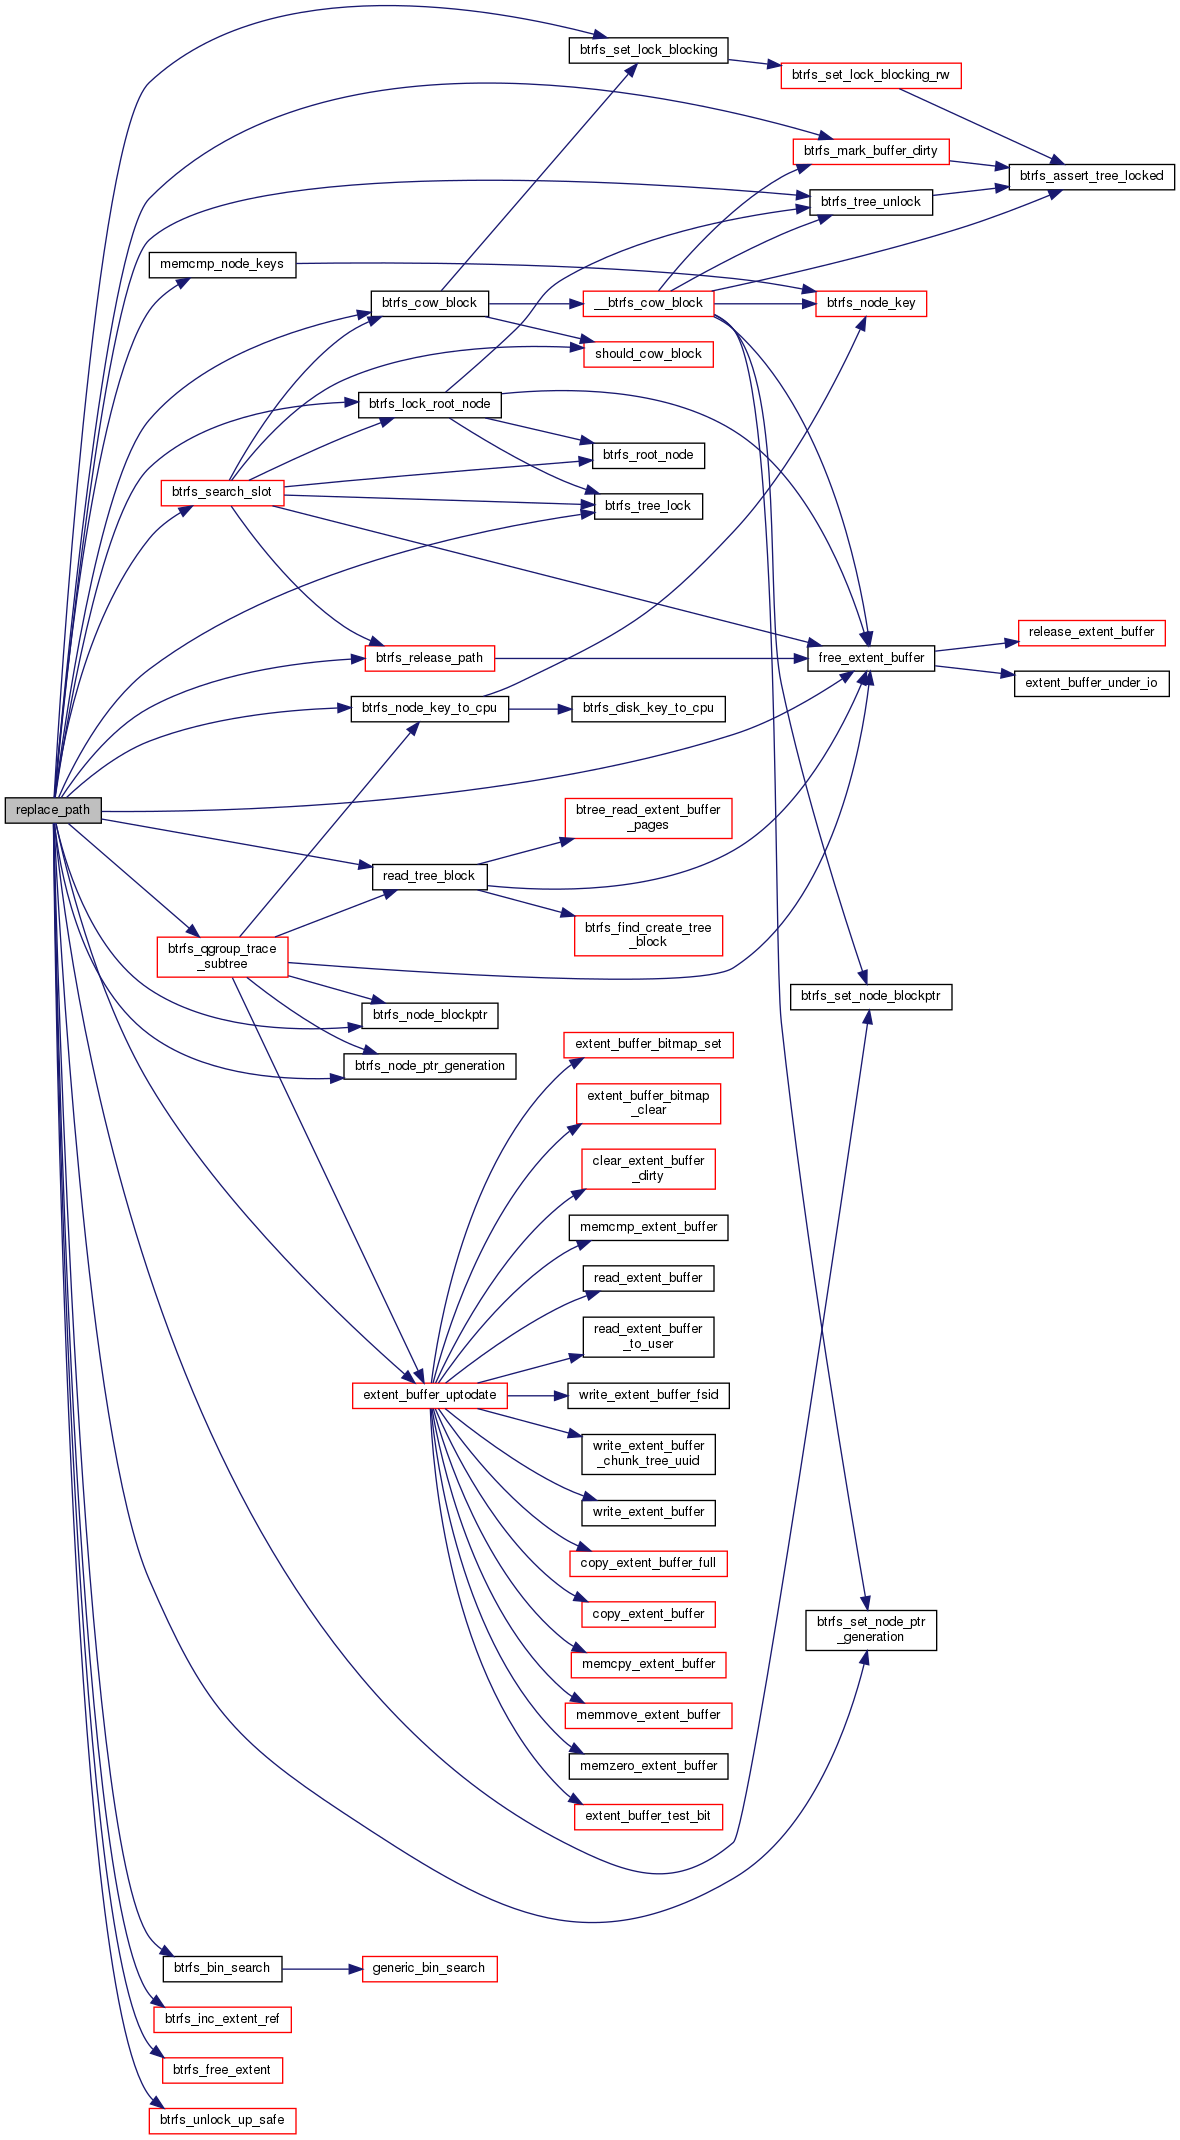 btrfs_set_lock_blocking
btrfs_set_lock_blocking_rw
btrfs_mark_buffer_dirty
btrfs_assert_tree_locked
btrfs_tree_unlock
memcmp_node_keys
btrfs_cow_block
__btrfs_cow_block
btrfs_node_key
should_cow_block
btrfs_lock_root_node
btrfs_root_node
btrfs_search_slot
btrfs_tree_lock
release_extent_buffer
btrfs_release_path
free_extent_buffer
extent_buffer_under_io
btrfs_node_key_to_cpu
btrfs_disk_key_to_cpu
replace_path
btree_read_extent_buffer
_pages
read_tree_block
btrfs_find_create_tree
_block
btrfs_qgroup_trace
_subtree
btrfs_set_node_blockptr
btrfs_node_blockptr
extent_buffer_bitmap_set
btrfs_node_ptr_generation
extent_buffer_bitmap
_clear
clear_extent_buffer
_dirty
memcmp_extent_buffer
read_extent_buffer
read_extent_buffer
_to_user
extent_buffer_uptodate
write_extent_buffer_fsid
write_extent_buffer
_chunk_tree_uuid
write_extent_buffer
copy_extent_buffer_full
copy_extent_buffer
btrfs_set_node_ptr
_generation
memcpy_extent_buffer
memmove_extent_buffer
memzero_extent_buffer
extent_buffer_test_bit
btrfs_bin_search
generic_bin_search
btrfs_inc_extent_ref
btrfs_free_extent
btrfs_unlock_up_safe